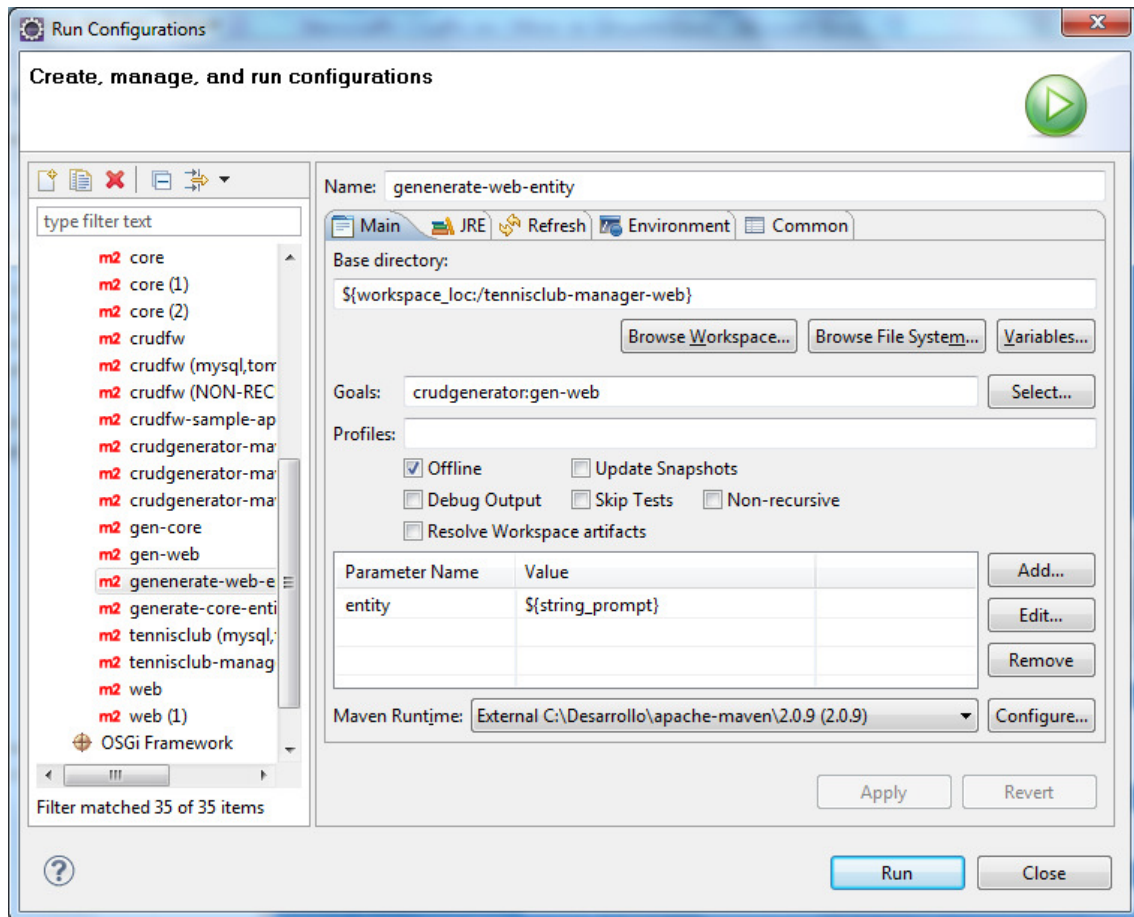 Run Configurations
Create, manage, and run configurations
type filter text
m2 core
m2 core (1)
m2 core (2)
m2 crudfw
m2 crudfw (mysql,tom
m2 crudfw (NON-REC
m2 crudfw-sample-ap
m2 crudgenerator-ma
m2 crudgenerator-ma
m2 crudgenerator-ma
m2 gen-core
m2 gen-web
m2 genenerate-web-e
m2 generate-core-enti
m2 tennisclub (mysql,
m2 tennisclub-manag
m2 web
m2 web (1)
OSGi Framework
Filter matched 35 of 35 items
Name: genenerate-web-entity
Main JRE Refresh Environment Common
Base directory:
${workspace_loc:/tennisclub-manager-web}
Browse Workspace... Browse File System... Variables...
Goals: crudgenerator:gen-web Select...
Profiles:
Offline Update Snapshots
Debug Output Skip Tests Non-recursive
Resolve Workspace artifacts
Parameter Name Value Add...
entity ${string_prompt}
Edit...
Remove
Maven Runtime: External C:\Desarrollo\apache-maven\2.0.9 (2.0.9) Configure...
Apply Revert
Run Close